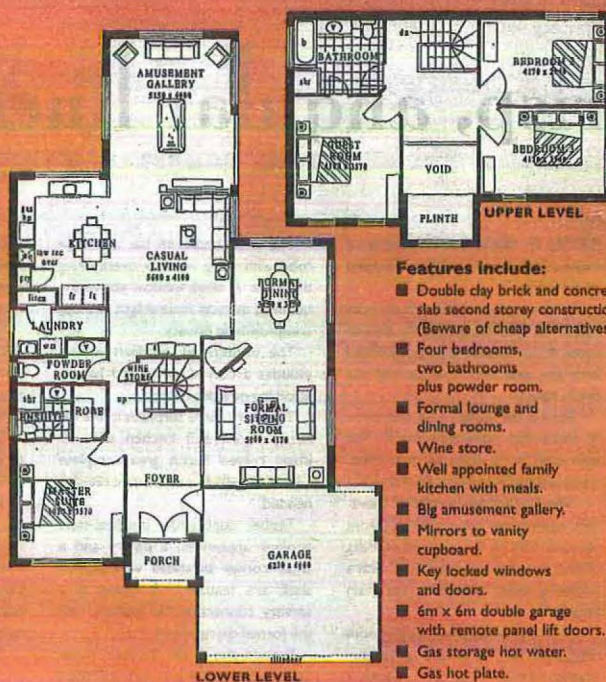 AMUSEMENT
GALLERY
BATHROOM
dn
b
shr
BEDROOM 2
GUEST
ROOM
BEDROOM 3
VOID
PLINTH
UPPER LEVEL
KITCHEN
CASUAL
LIVING
FORMAL
DINING
LAUNDRY
POWDER
ROOM
WINE
STORE
up
shr
ENSUITE
ROBE
FORMAL
SITTING
ROOM
FOYER
MASTER
SUITE
PORCH
GARAGE
LOWER LEVEL
Features include:
Double clay brick and concre
slab second storey constructio
(Beware of cheap alternatives
Four bedrooms,
two bathrooms
plus powder room.
Formal lounge and
dining rooms.
Wine store.
Well appointed family
kitchen with meals.
Big amusement gallery.
Mirrors to vanity
cupboard.
Key locked windows
and doors.
6m x 6m double garage
with remote panel lift doors.
Gas storage hot water.
Gas hot plate.